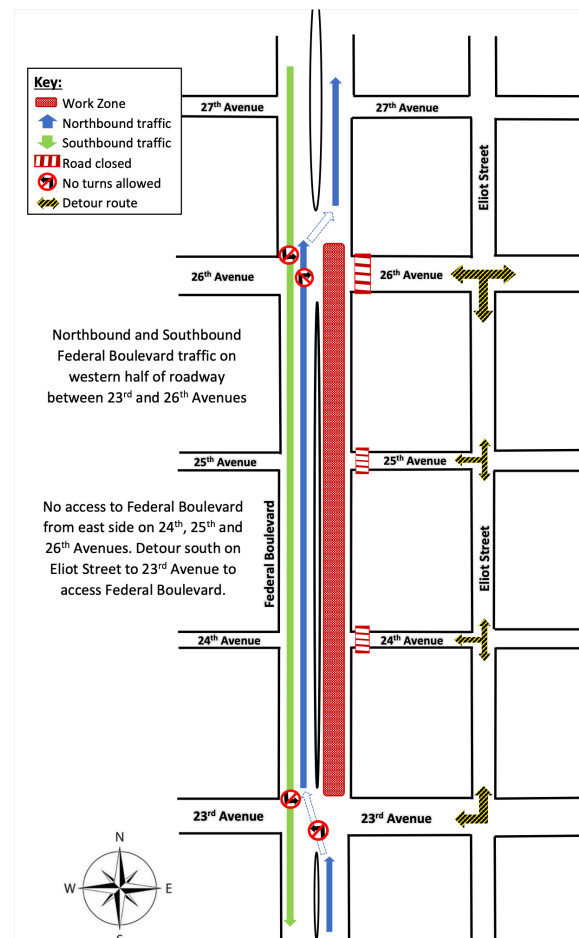 27th Avenue
27th Avenue
Key:
Work Zone
Northbound traffic
Southbound traffic
Road closed
No turns allowed
Detour route
Eliot Street
26th Avenue
26th Avenue
Northbound and Southbound
Federal Boulevard traffic on
western half of roadway
between 23rd and 26th Avenues
25th Avenue
25th Avenue
No access to Federal Boulevard
from east side on 24th, 25th and
26th Avenues. Detour south on
Eliot Street to 23rd Avenue to
access Federal Boulevard.
Federal Boulevard
Eliot Street
24th Avenue
24th Avenue
23rd Avenue
23rd Avenue
N
W
E